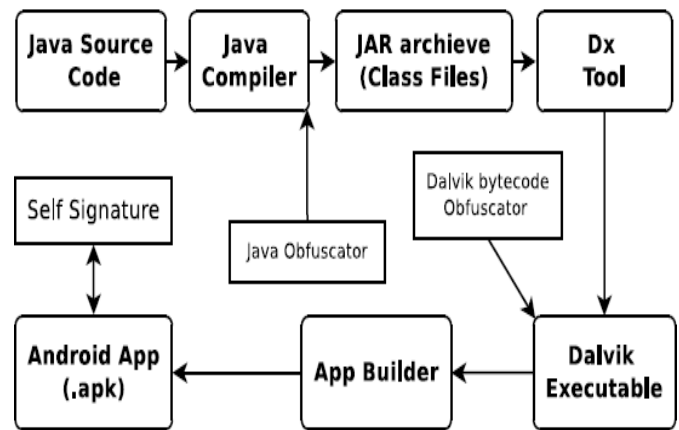 Java Source
Code
Java
Compiler
JAR archieve
(Class Files)
Dx
Tool
Self Signature
Java Obfuscator
Dalvik bytecode
Obfuscator
Android App
(.apk)
App Builder
Dalvik
Executable